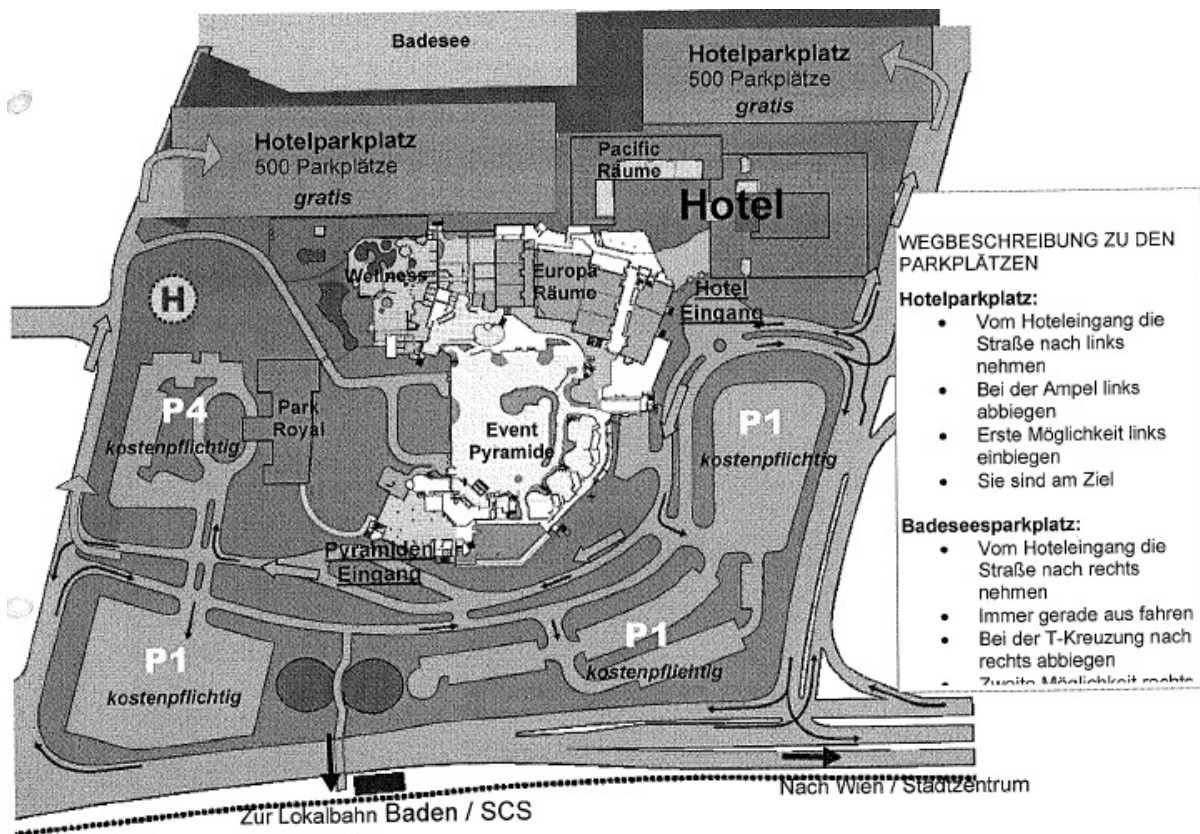 Badesee
Hotelparkplatz
500 Parkplätze
gratis
Hotelparkplatz
500 Parkplätze
gratis
Pacific
Räume
Hotel
Wellness
Europa
Räume
Hotel
Eingang
H
P4
kostenpflichtig
Park
Royal
Event
Pyramide
P1
kostenpflichtig
Pyramiden
Eingang
P1
kostenpflichtig
P1
kostenpflichtig
WEGBESCHREIBUNG ZU DEN
PARKPLÄTZEN
Hotelparkplatz:
• Vom Hoteleingang die
Straße nach links
nehmen
• Bei der Ampel links
abbiegen
• Erste Möglichkeit links
einbiegen
• Sie sind am Ziel
Badeseesparkplatz:
• Vom Hoteleingang die
Straße nach rechts
nehmen
• Immer gerade aus fahren
• Bei der T-Kreuzung nach
rechts abbiegen
• Zweite Möglichkeit rechts
Nach Wien / Stadtzentrum
Zur Lokalbahn Baden / SCS